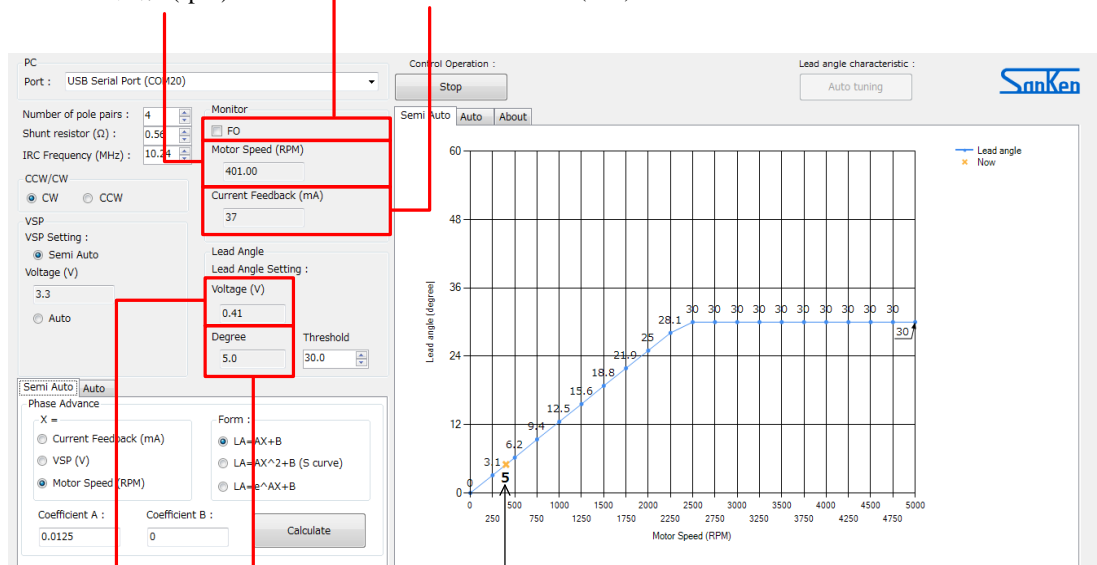 PC
Port : USB Serial Port (COM20)
Control Operation :
Stop
Lead angle characteristic :
Auto tuning
SanKen
Number of pole pairs : 4
Shunt resistor (Ω) : 0.56
IRC Frequency (MHz) : 10.24
Monitor
FO
Motor Speed (RPM)
401.00
Current Feedback (mA)
37
CCW/CW
CW CCW
VSP
VSP Setting :
Semi Auto
Voltage (V)
3.3
Auto
Lead Angle
Lead Angle Setting :
Voltage (V)
0.41
Degree Threshold
5.0 30.0
Semi Auto Auto
Phase Advance
X =
Current Feedback (mA)
VSP (V)
Motor Speed (RPM)
Form :
LA=AX+B
LA=AX^2+B (S curve)
LA=e^AX+B
Coefficient A : Coefficient B :
0.0125 0
Calculate
Semi Auto Auto About
Lead angle
Now
Lead angle [degree]
60
48
36
24
12
0
0 3.1 6.2 9.4 12.5 15.6 18.8 21.9 25 28.1 30 30 30 30 30 30 30 30 30 30 30
5
0 500 1000 1500 2000 2500 3000 3500 4000 4500 5000
250 750 1250 1750 2250 2750 3250 3750 4250 4750
Motor Speed (RPM)